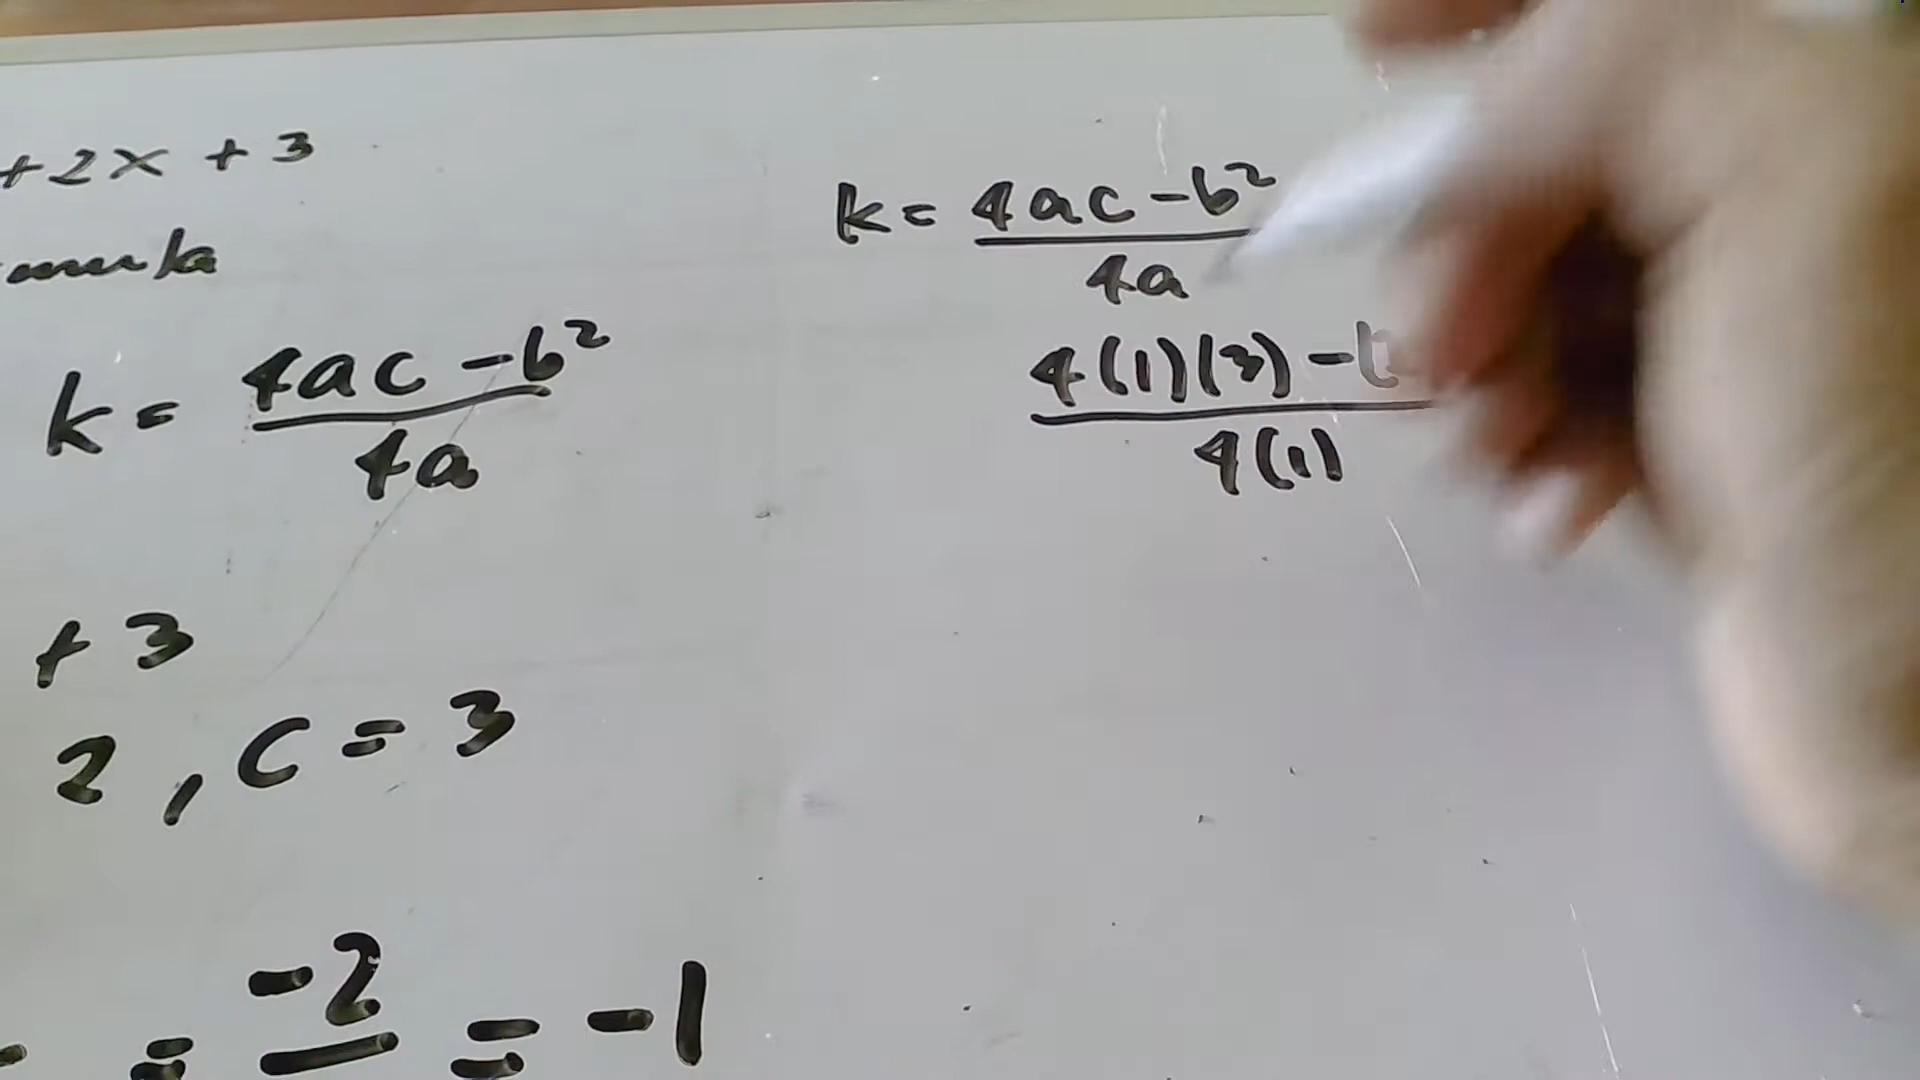 +2x + 3
k = 4ac - b²
4a
+ 3
2, c = 3
= -2 = -1
k = 4ac - b²
4a
4(1)(3) -
4(1)